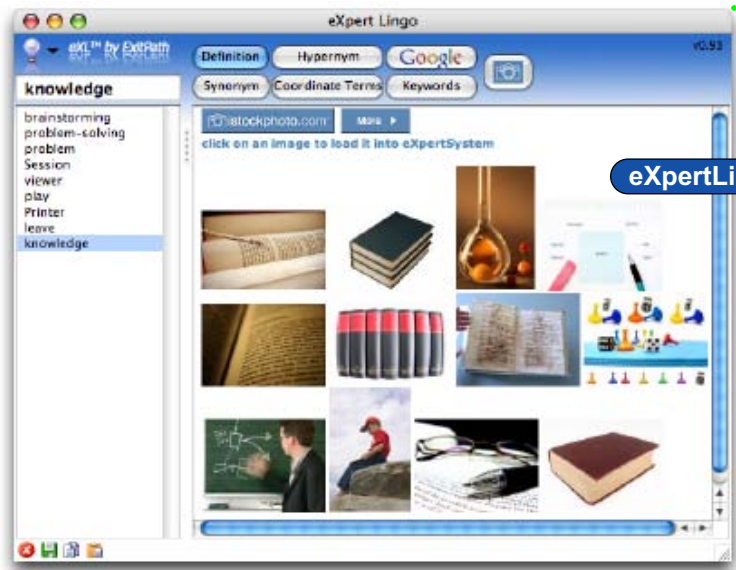 eXpert Lingo
eXL™ by ExitPath
v0.93
Definition
Hypernym
Google
Synonym
Coordinate Terms
Keywords
knowledge
brainstorming
problem-solving
problem
Session
viewer
play
Printer
leave
knowledge
istockphoto.com
More
click on an image to load it into eXpertSystem
eXpertLi